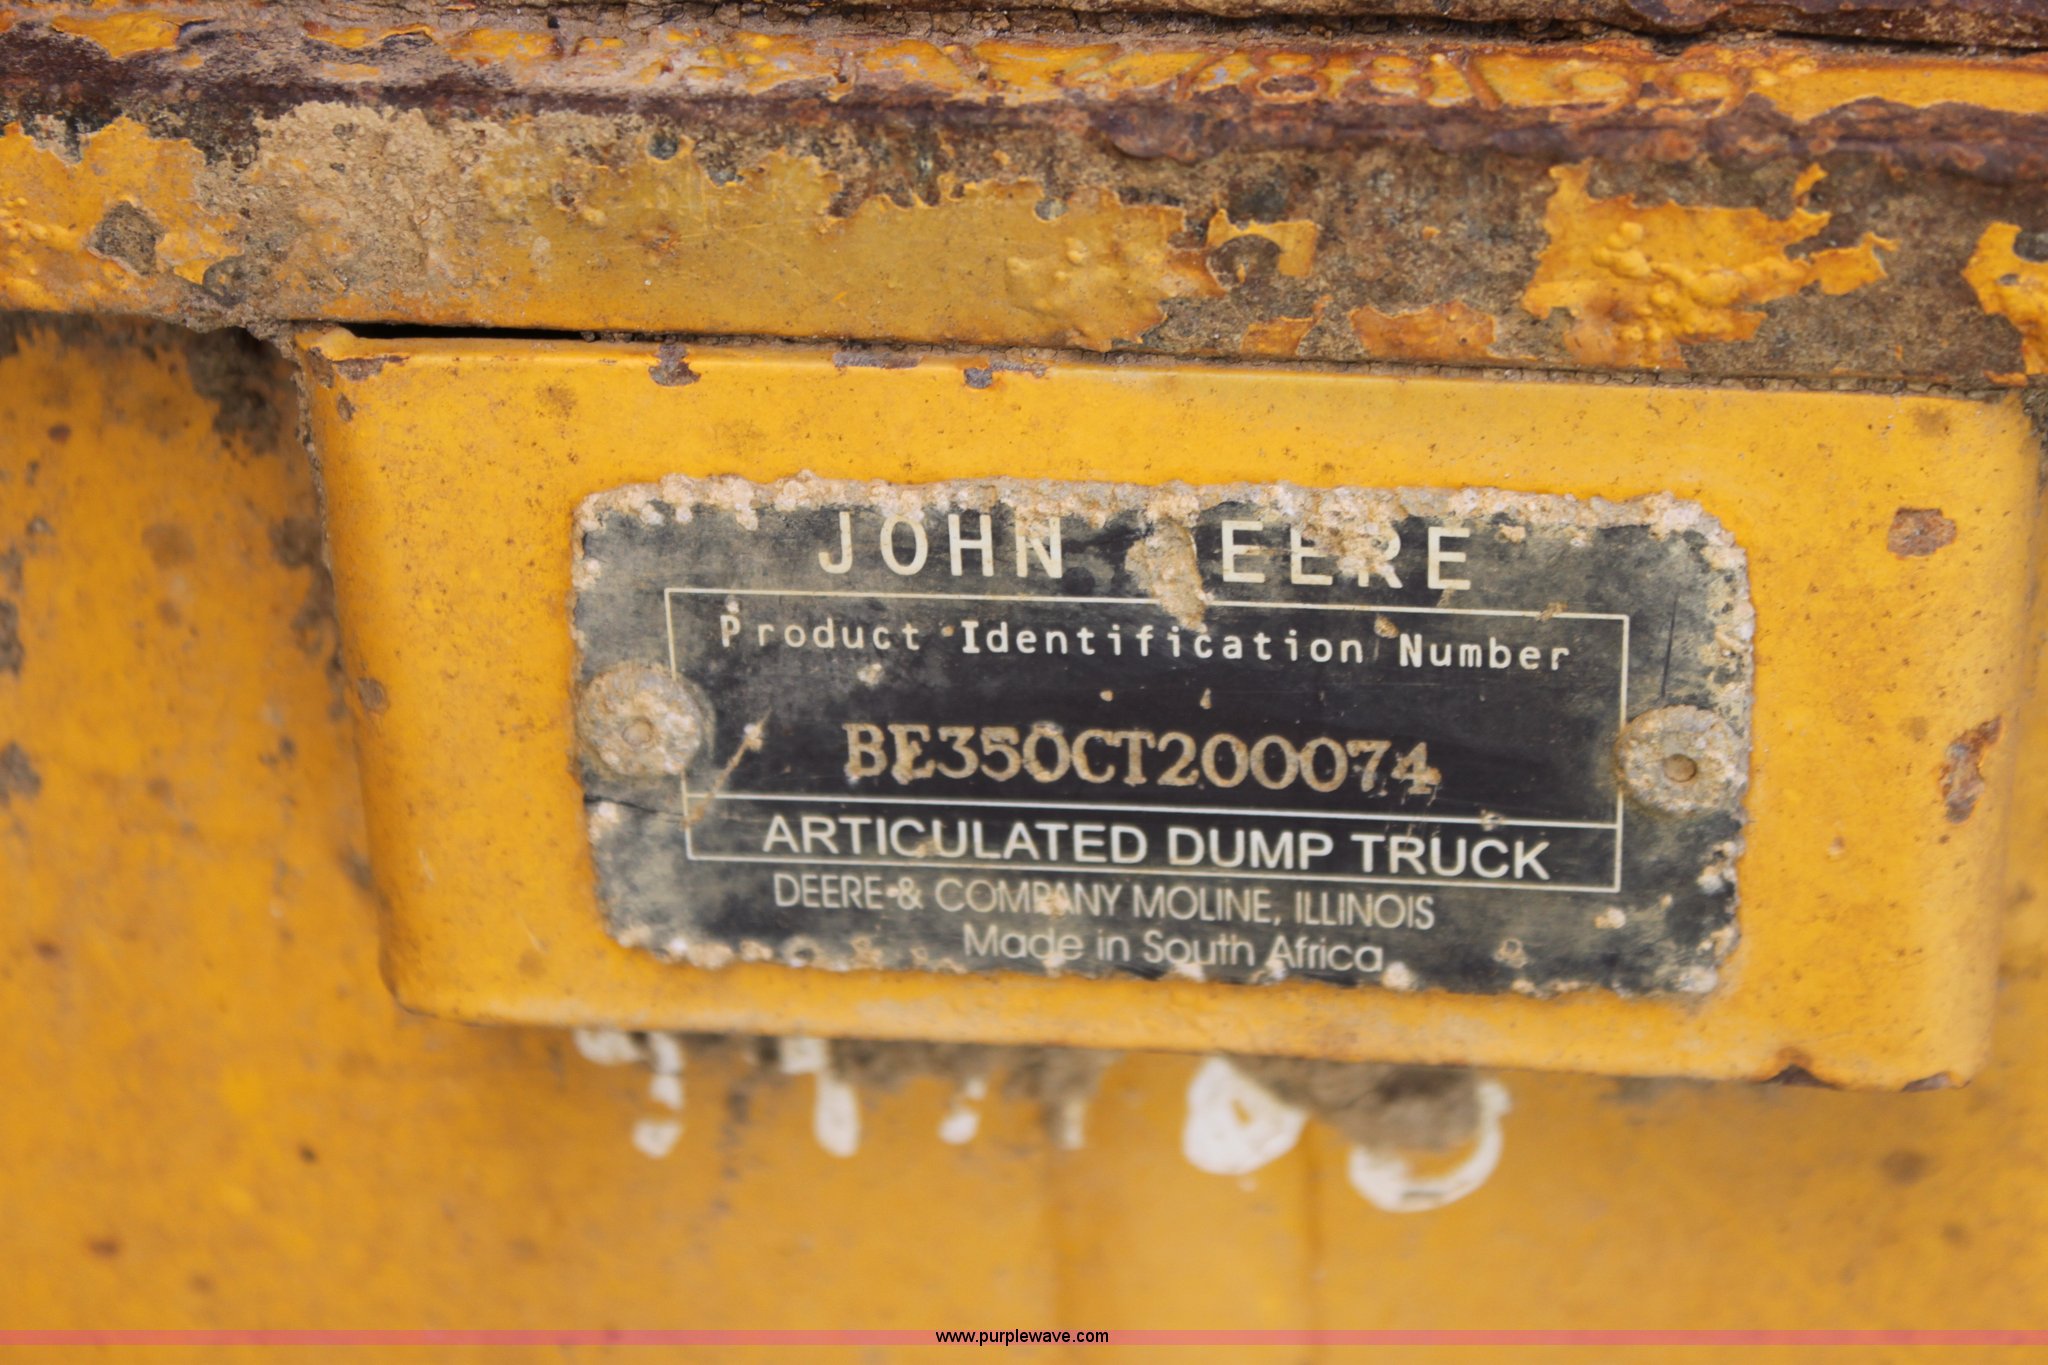 JOHN DEERE
Product Identification Number
BE350CT200074
ARTICULATED DUMP TRUCK
DEERE & COMPANY MOLINE, ILLINOIS
Made in South Africa
www.purplewave.com